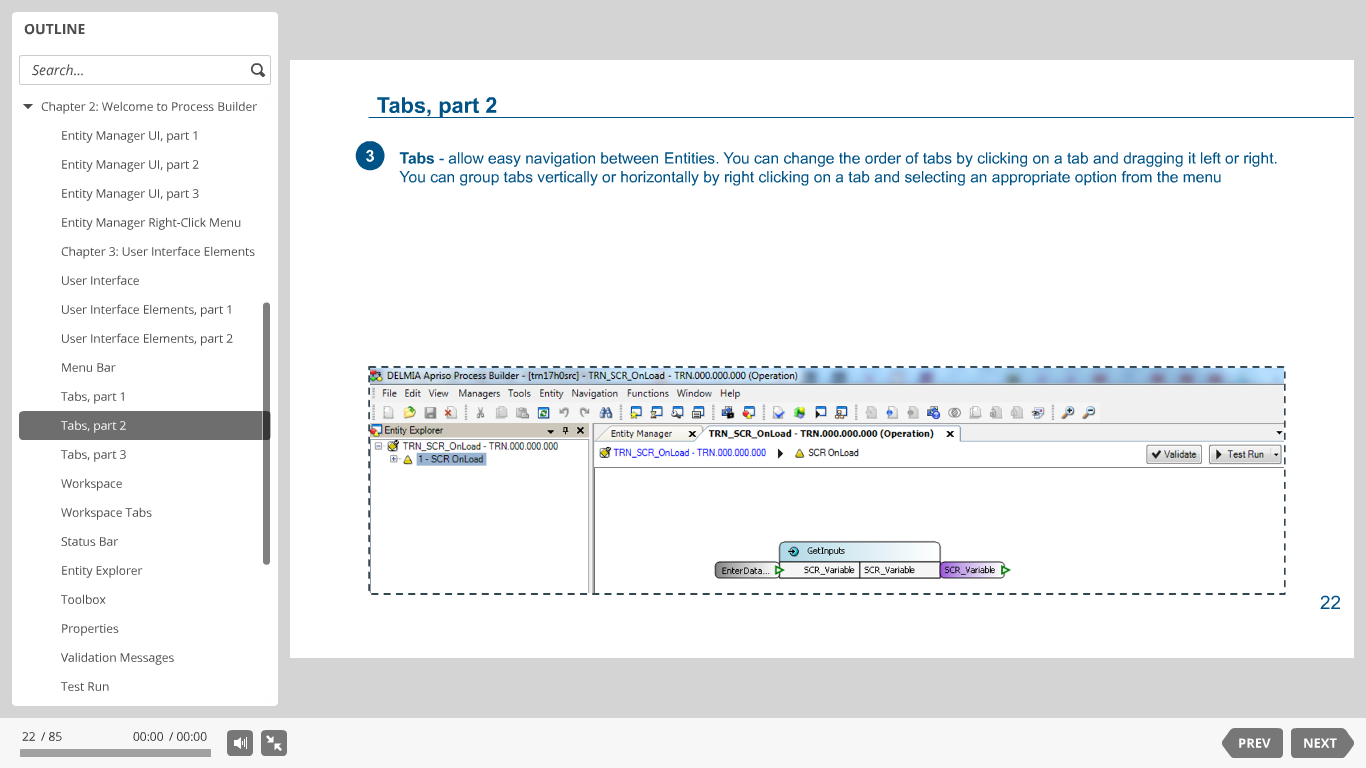 OUTLINE
Search...
Chapter 2: Welcome to Process Builder
Entity Manager UI, part 1
Entity Manager UI, part 2
Entity Manager UI, part 3
Entity Manager Right-Click Menu
Chapter 3: User Interface Elements
User Interface
User Interface Elements, part 1
User Interface Elements, part 2
Menu Bar
Tabs, part 1
Tabs, part 2
Tabs, part 3
Workspace
Workspace Tabs
Status Bar
Entity Explorer
Toolbox
Properties
Validation Messages
Test Run
Tabs, part 2
3
Tabs - allow easy navigation between Entities. You can change the order of tabs by clicking on a tab and dragging it left or right.
You can group tabs vertically or horizontally by right clicking on a tab and selecting an appropriate option from the menu
DELMIA Apriso Process Builder - [trn17h0src] - TRN_SCR_OnLoad - TRN.000.000.000 (Operation)
File Edit View Managers Tools Entity Navigation Functions Window Help
Entity Explorer
TRN_SCR_OnLoad - TRN.000.000.000
1 - SCR OnLoad
Entity Manager TRN_SCR_OnLoad - TRN.000.000.000 (Operation)
TRN_SCR_OnLoad - TRN.000.000.000 SCR OnLoad
Validate Test Run
GetInputs
EnterData... SCR_Variable SCR_Variable SCR_Variable
22
22 / 85 00:00 / 00:00
PREV NEXT